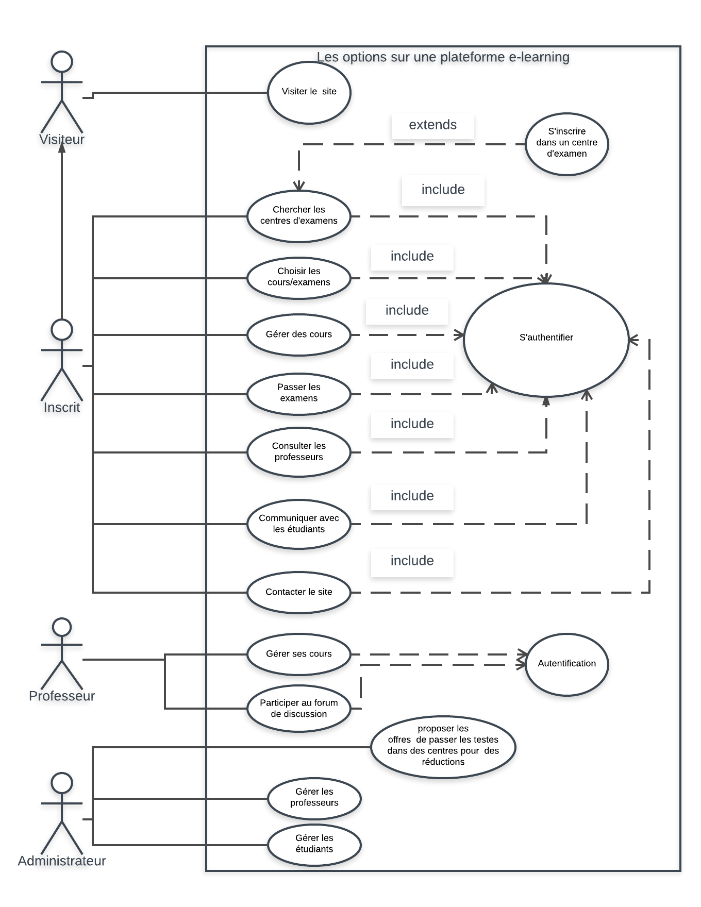 Les options sur une plateforme e-learning
Visiter le  site
Visiteur
extends
S'inscrire
dans un centre
d'examen
include
Chercher les
centres d'examens
include
Choisir les
cours/examens
include
Gérer des cours
S'authentifier
include
Passer les
examens
Inscrit
include
Consulter les
professeurs
include
Communiquer avec
les étudiants
include
Contacter le site
Gérer ses cours
Autentification
Professeur
Participer au forum
de discussion
proposer les
offres  de passer les testes
dans des centres pour  des
réductions
Gérer les
professeurs
Gérer les
étudiants
Administrateur